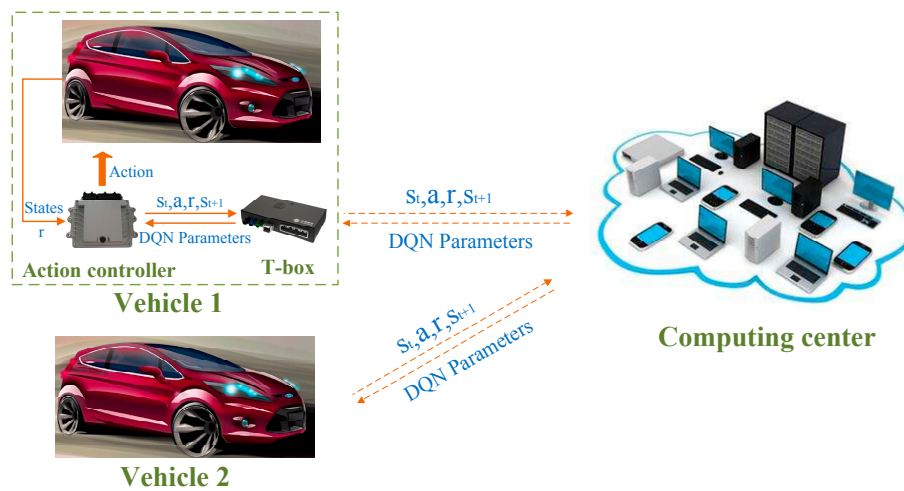 Action
States
r
sₜ,a,r,sₜ₊₁
DQN Parameters
Action controller
T-box
Vehicle 1
sₜ,a,r,sₜ₊₁
DQN Parameters
sₜ,a,r,sₜ₊₁
DQN Parameters
Computing center
Vehicle 2